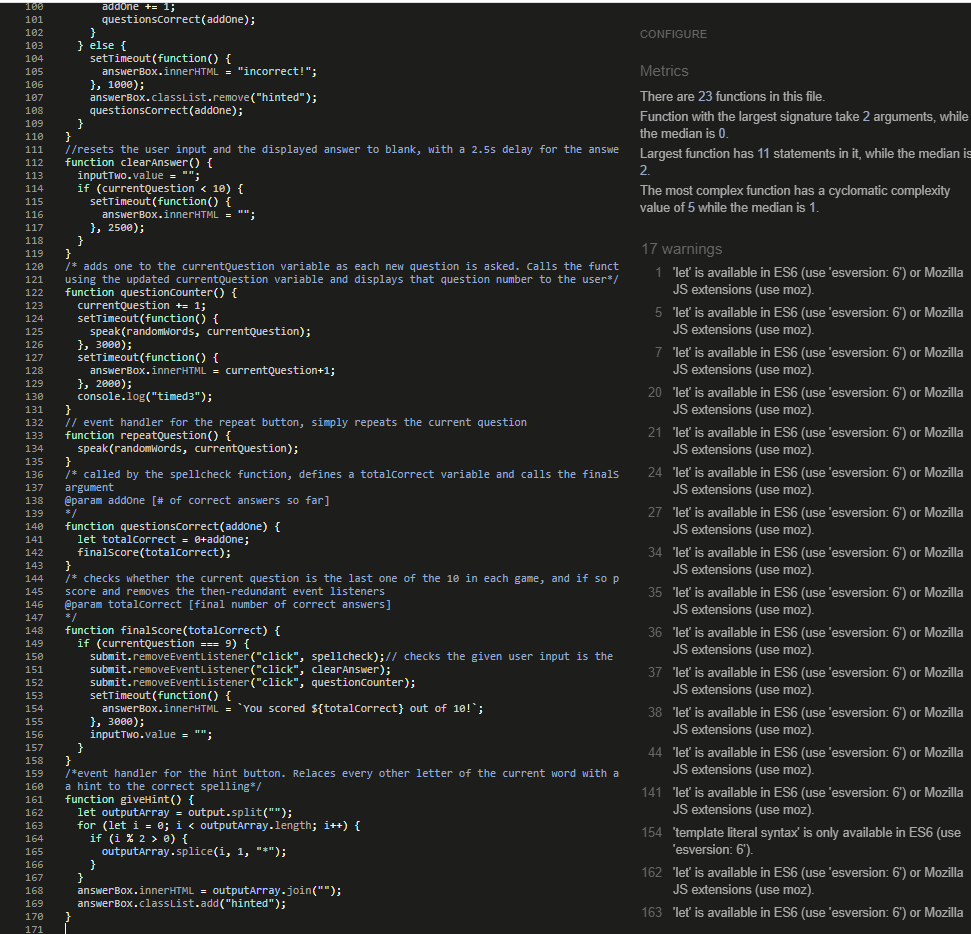 100 addOne += 1;
101 questionsCorrect(addOne);
102 }
103 } else {
104 setTimeout(function() {
105 answerBox.innerHTML = "incorrect!";
106 }, 1000);
107 answerBox.classList.remove("hinted");
108 questionsCorrect(addOne);
109 }
110 }
111 //resets the user input and the displayed answer to blank, with a 2.5s delay for the answe
112 function clearAnswer() {
113 inputTwo.value = "";
114 if (currentQuestion < 10) {
115 setTimeout(function() {
116 answerBox.innerHTML = "";
117 }, 2500);
118 }
119 }
120 /* adds one to the currentQuestion variable as each new question is asked. Calls the funct
121 using the updated currentQuestion variable and displays that question number to the user*/
122 function questionCounter() {
123 currentQuestion += 1;
124 setTimeout(function() {
125 speak(randomWords, currentQuestion);
126 }, 3000);
127 setTimeout(function() {
128 answerBox.innerHTML = currentQuestion+1;
129 }, 2000);
130 console.log("timed3");
131 }
132 // event handler for the repeat button, simply repeats the current question
133 function repeatQuestion() {
134 speak(randomWords, currentQuestion);
135 }
136 /* called by the spellcheck function, defines a totalCorrect variable and calls the finalS
137 argument
138 @param addOne [# of correct answers so far]
139 */
140 function questionsCorrect(addOne) {
141 let totalCorrect = 0+addOne;
142 finalScore(totalCorrect);
143 }
144 /* checks whether the current question is the last one of the 10 in each game, and if so p
145 score and removes the then-redundant event listeners
146 @param totalCorrect [final number of correct answers]
147 */
148 function finalScore(totalCorrect) {
149 if (currentQuestion === 9) {
150 submit.removeEventListener("click", spellcheck);// checks the given user input is the
151 submit.removeEventListener("click", clearAnswer);
152 submit.removeEventListener("click", questionCounter);
153 setTimeout(function() {
154 answerBox.innerHTML = `You scored ${totalCorrect} out of 10!`;
155 }, 3000);
156 inputTwo.value = "";
157 }
158 }
159 /*event handler for the hint button. Relaces every other letter of the current word with a
160 a hint to the correct spelling*/
161 function giveHint() {
162 let outputArray = output.split("");
163 for (let i = 0; i < outputArray.length; i++) {
164 if (i % 2 > 0) {
165 outputArray.splice(i, 1, "*");
166 }
167 }
168 answerBox.innerHTML = outputArray.join("");
169 answerBox.classList.add("hinted");
170 }
171
CONFIGURE
Metrics
There are 23 functions in this file.
Function with the largest signature take 2 arguments, while
the median is 0.
Largest function has 11 statements in it, while the median is
2.
The most complex function has a cyclomatic complexity
value of 5 while the median is 1.
17 warnings
1 'let' is available in ES6 (use 'esversion: 6') or Mozilla
JS extensions (use moz).
5 'let' is available in ES6 (use 'esversion: 6') or Mozilla
JS extensions (use moz).
7 'let' is available in ES6 (use 'esversion: 6') or Mozilla
JS extensions (use moz).
20 'let' is available in ES6 (use 'esversion: 6') or Mozilla
JS extensions (use moz).
21 'let' is available in ES6 (use 'esversion: 6') or Mozilla
JS extensions (use moz).
24 'let' is available in ES6 (use 'esversion: 6') or Mozilla
JS extensions (use moz).
27 'let' is available in ES6 (use 'esversion: 6') or Mozilla
JS extensions (use moz).
34 'let' is available in ES6 (use 'esversion: 6') or Mozilla
JS extensions (use moz).
35 'let' is available in ES6 (use 'esversion: 6') or Mozilla
JS extensions (use moz).
36 'let' is available in ES6 (use 'esversion: 6') or Mozilla
JS extensions (use moz).
37 'let' is available in ES6 (use 'esversion: 6') or Mozilla
JS extensions (use moz).
38 'let' is available in ES6 (use 'esversion: 6') or Mozilla
JS extensions (use moz).
44 'let' is available in ES6 (use 'esversion: 6') or Mozilla
JS extensions (use moz).
141 'let' is available in ES6 (use 'esversion: 6') or Mozilla
JS extensions (use moz).
154 'template literal syntax' is only available in ES6 (use
'esversion: 6').
162 'let' is available in ES6 (use 'esversion: 6') or Mozilla
JS extensions (use moz).
163 'let' is available in ES6 (use 'esversion: 6') or Mozilla